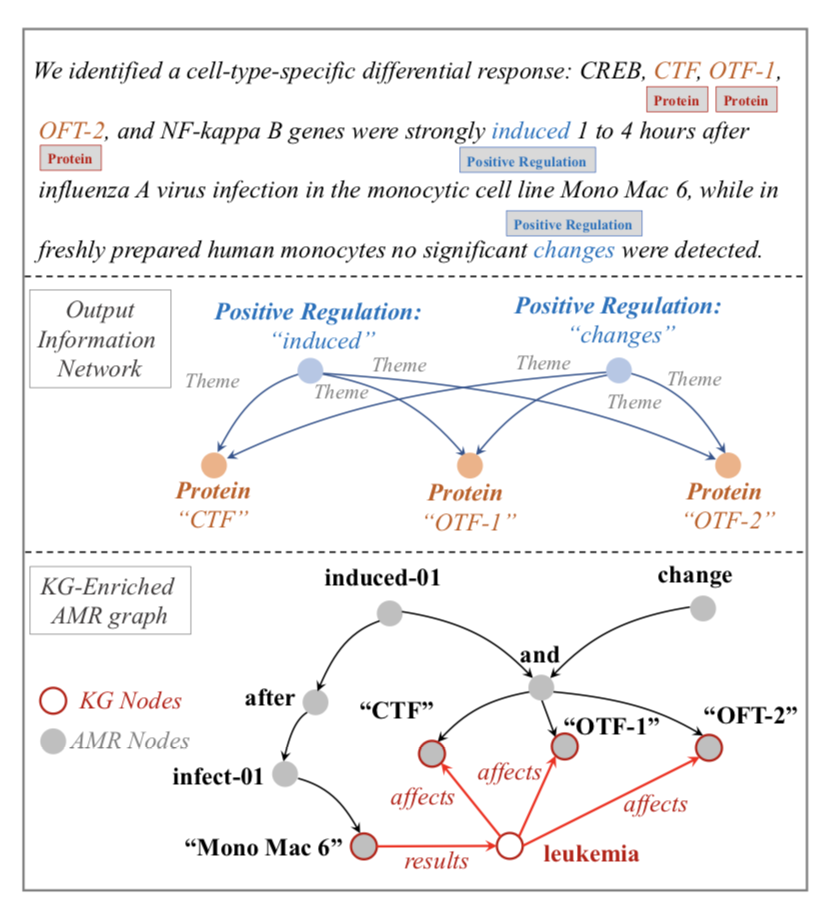 We identified a cell-type-specific differential response: CREB, CTF, OTF-1,
Protein Protein
OFT-2, and NF-kappa B genes were strongly induced 1 to 4 hours after
Protein
Positive Regulation
influenza A virus infection in the monocytic cell line Mono Mac 6, while in
Positive Regulation
freshly prepared human monocytes no significant changes were detected.
Output
Information
Network
Positive Regulation:
“induced”
Positive Regulation:
“changes”
Theme
Theme
Theme
Theme
Theme
Theme
Protein
“CTF”
Protein
“OTF-1”
Protein
“OTF-2”
KG-Enriched
AMR graph
induced-01
change
and
after
“CTF”
“OTF-1”
“OFT-2”
KG Nodes
AMR Nodes
infect-01
affects
affects
affects
“Mono Mac 6”
results
leukemia